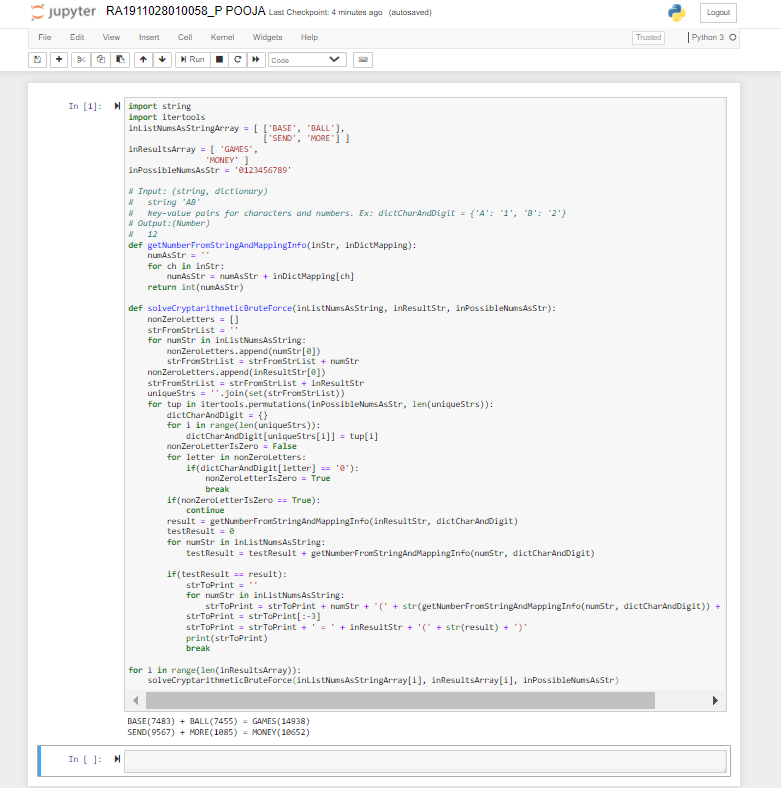 jupyter RA1911028010058_P POOJA Last Checkpoint: 4 minutes ago (autosaved) Logout
File Edit View Insert Cell Kernel Widgets Help Trusted Python 3
Run Code
In [1]: import string
import itertools
inListNumsAsStringArray = [ ['BASE', 'BALL'],
['SEND', 'MORE'] ]
inResultsArray = [ 'GAMES',
'MONEY' ]
inPossibleNumsAsStr = '0123456789'
# Input: (string, dictionary)
# string 'AB'
# key-value pairs for characters and numbers. Ex: dictCharAndDigit = {'A': '1', 'B': '2'}
# Output:(Number)
# 12
def getNumberFromStringAndMappingInfo(inStr, inDictMapping):
numAsStr = ''
for ch in inStr:
numAsStr = numAsStr + inDictMapping[ch]
return int(numAsStr)
def solveCryptarithmeticBruteForce(inListNumsAsString, inResultStr, inPossibleNumsAsStr):
nonZeroLetters = []
strFromStrList = ''
for numStr in inListNumsAsString:
nonZeroLetters.append(numStr[0])
strFromStrList = strFromStrList + numStr
nonZeroLetters.append(inResultStr[0])
strFromStrList = strFromStrList + inResultStr
uniqueStrs = ''.join(set(strFromStrList))
for tup in itertools.permutations(inPossibleNumsAsStr, len(uniqueStrs)):
dictCharAndDigit = {}
for i in range(len(uniqueStrs)):
dictCharAndDigit[uniqueStrs[i]] = tup[i]
nonZeroLetterIsZero = False
for letter in nonZeroLetters:
if(dictCharAndDigit[letter] == '0'):
nonZeroLetterIsZero = True
break
if(nonZeroLetterIsZero == True):
continue
result = getNumberFromStringAndMappingInfo(inResultStr, dictCharAndDigit)
testResult = 0
for numStr in inListNumsAsString:
testResult = testResult + getNumberFromStringAndMappingInfo(numStr, dictCharAndDigit)
if(testResult == result):
strToPrint = ''
for numStr in inListNumsAsString:
strToPrint = strToPrint + numStr + '(' + str(getNumberFromStringAndMappingInfo(numStr, dictCharAndDigit)) +
strToPrint = strToPrint[:-3]
strToPrint = strToPrint + ' = ' + inResultStr + '(' + str(result) + ')'
print(strToPrint)
break
for i in range(len(inResultsArray)):
solveCryptarithmeticBruteForce(inListNumsAsStringArray[i], inResultsArray[i], inPossibleNumsAsStr)
BASE(7483) + BALL(7455) = GAMES(14938)
SEND(9567) + MORE(1085) = MONEY(10652)
In [ ]: